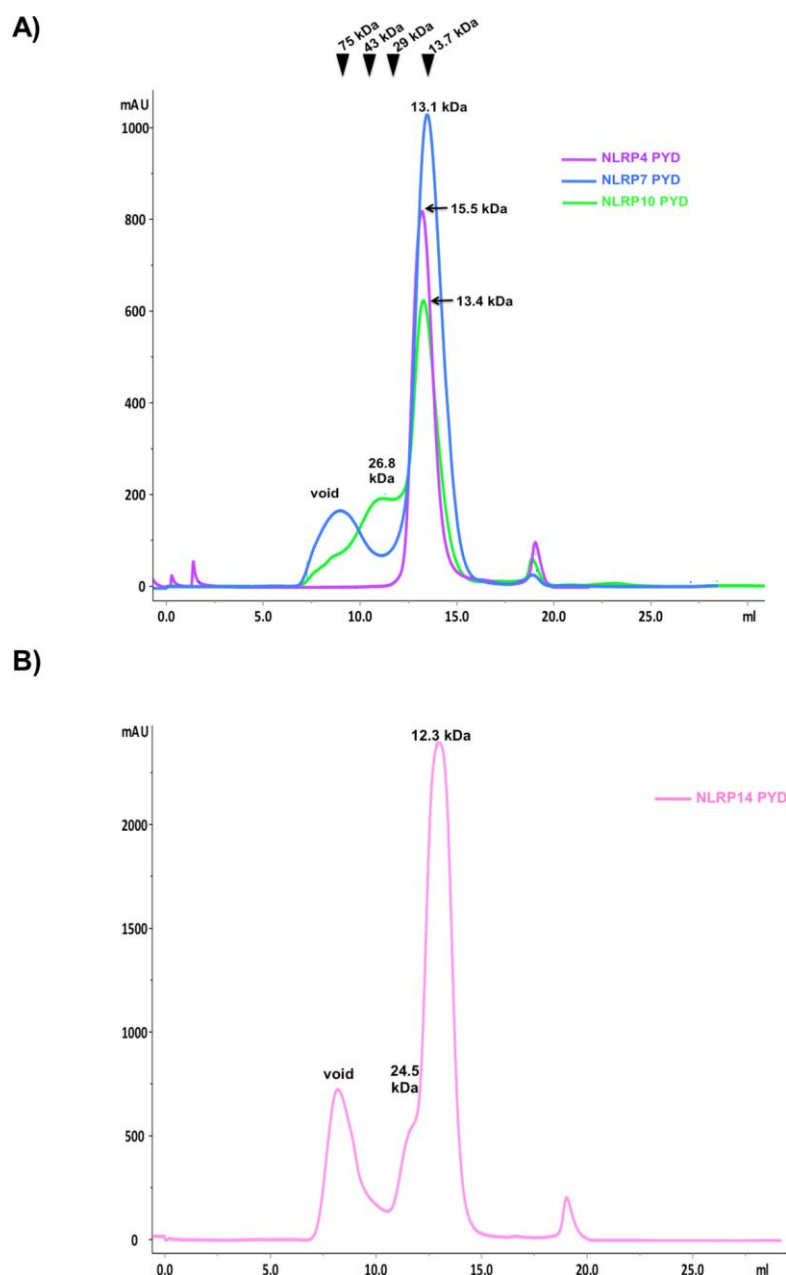 A)
75 kDa
43 kDa
29 kDa
13.7 kDa
mAU
13.1 kDa
1000
NLRP4 PYD
NLRP7 PYD
NLRP10 PYD
800
15.5 kDa
600
13.4 kDa
400
26.8
kDa
void
200
0
0.0 5.0 10.0 15.0 20.0 25.0 ml
B)
mAU
12.3 kDa
NLRP14 PYD
2000
1500
1000
void
24.5
kDa
500
0
0.0 5.0 10.0 15.0 20.0 25.0 ml